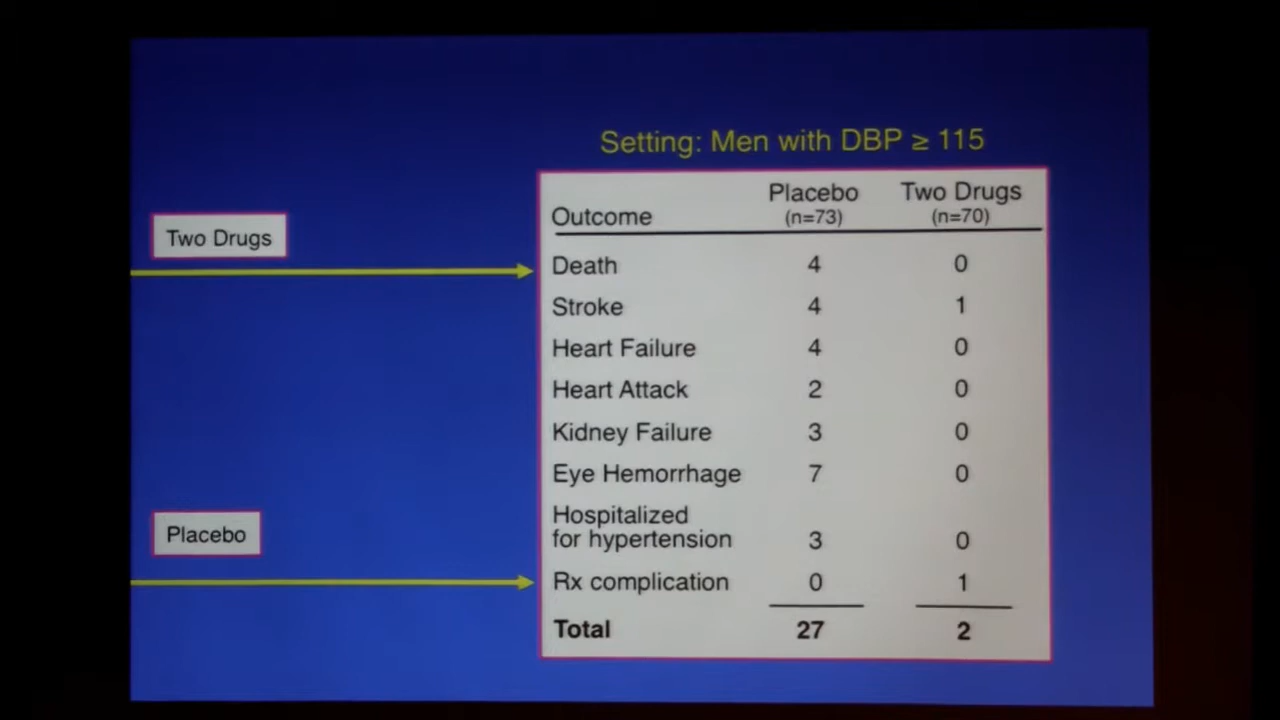 Setting: Men with DBP ≥ 115
Two Drugs
Placebo
Outcome Placebo Two Drugs
(n=73) (n=70)
Death 4 0
Stroke 4 1
Heart Failure 4 0
Heart Attack 2 0
Kidney Failure 3 0
Eye Hemorrhage 7 0
Hospitalized
for hypertension 3 0
Rx complication 0 1
Total 27 2